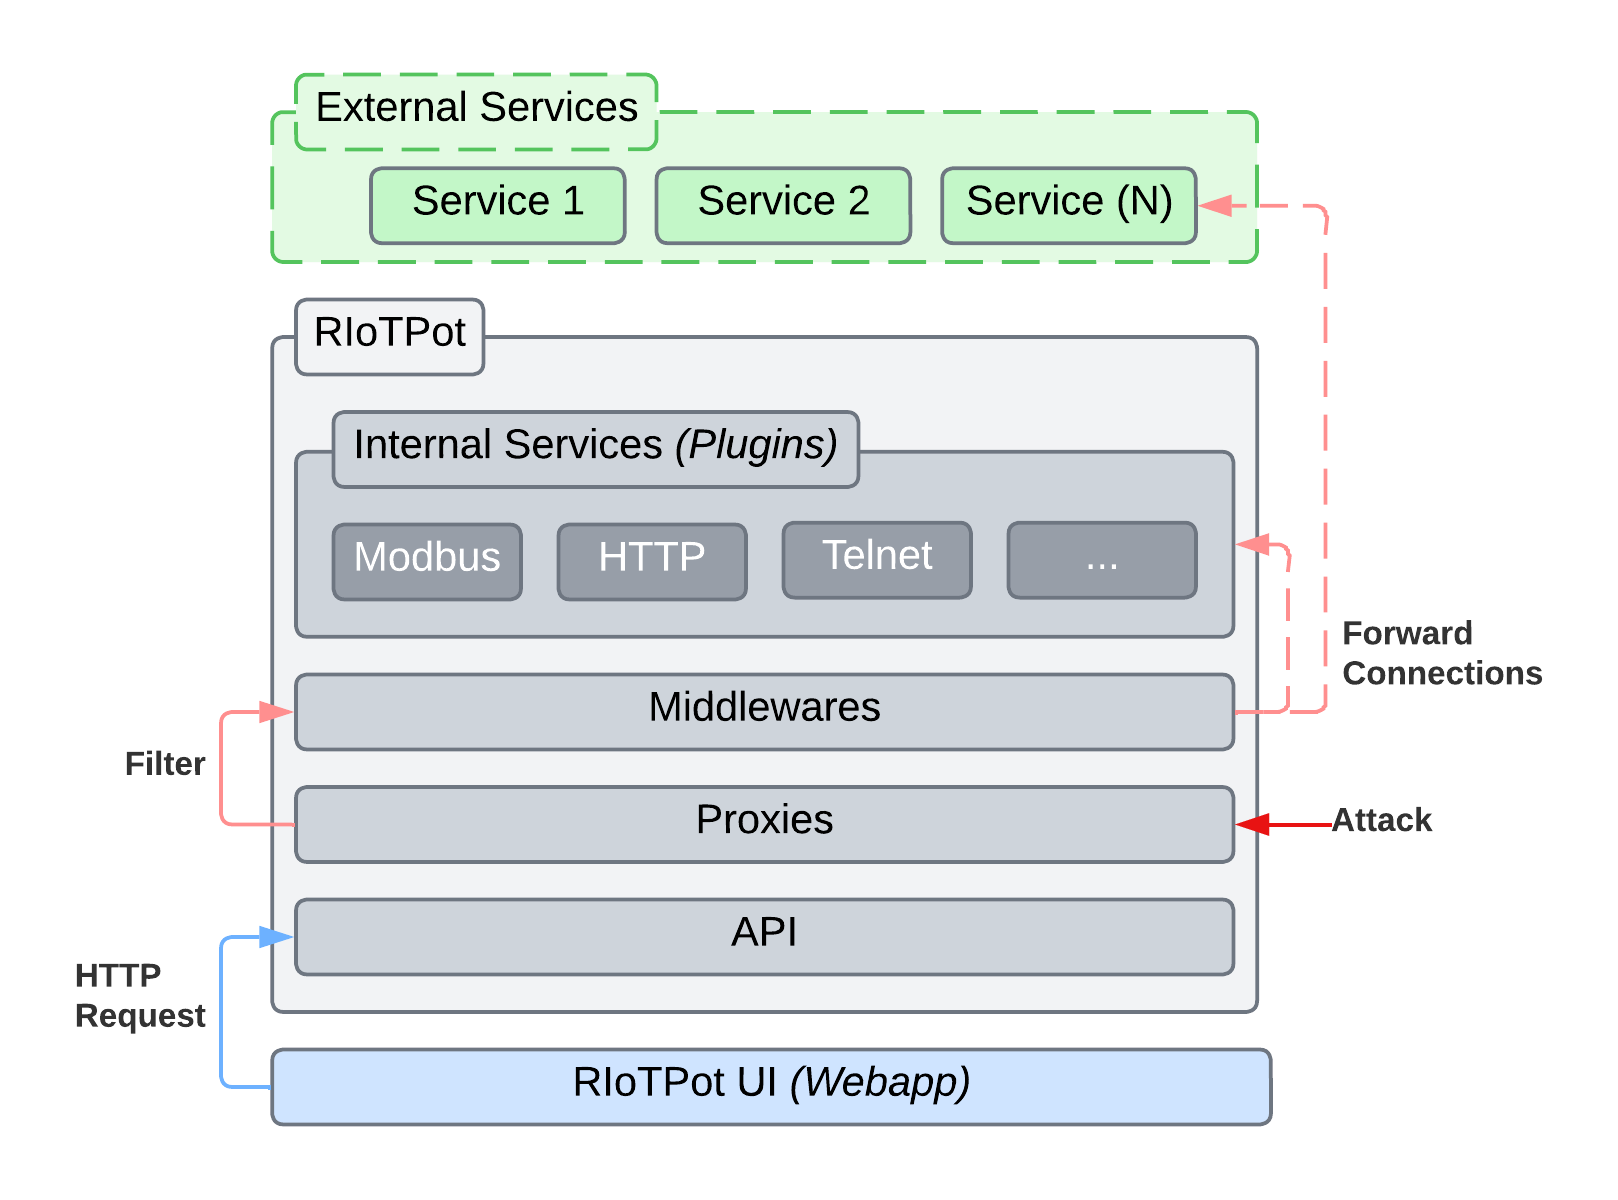 External Services
Service 1
Service 2
Service (N)
RIoTPot
Internal Services (Plugins)
Modbus
HTTP
Telnet
...
Forward
Connections
Middlewares
Filter
Proxies
Attack
API
HTTP
Request
RIoTPot UI (Webapp)